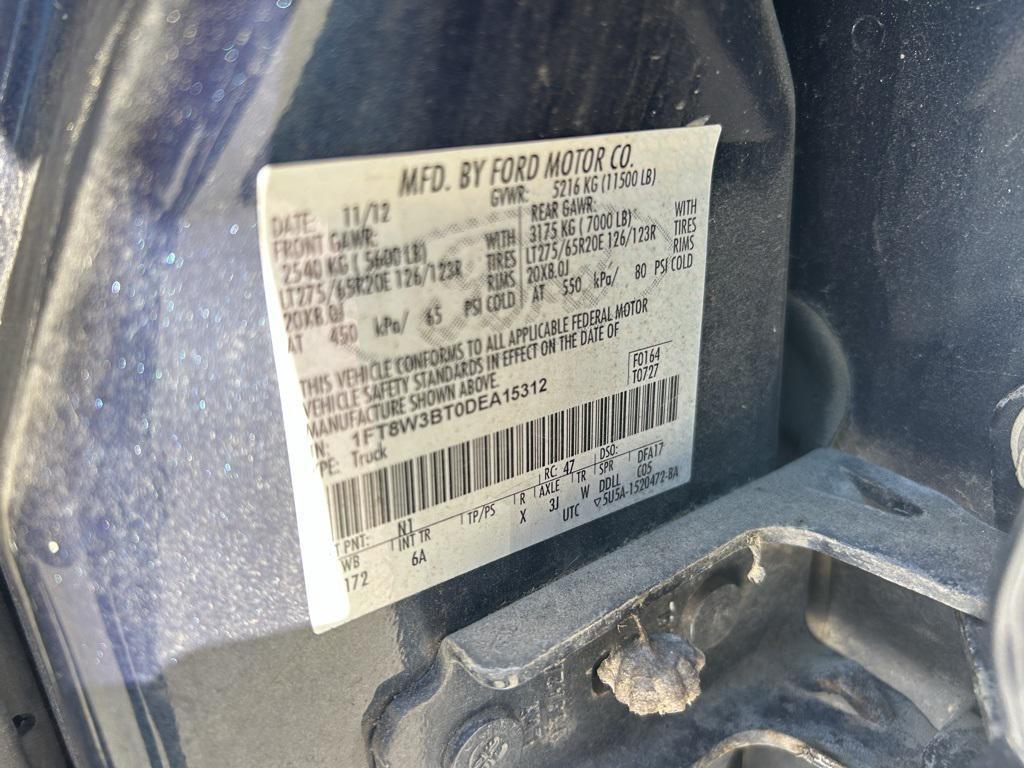 MFD. BY FORD MOTOR CO.
DATE: 11/12 GVWR: 5216 KG (11500 LB)
FRONT GAWR: REAR GAWR:
2540 KG ( 5600 LB) WITH 3175 KG ( 7000 LB) WITH
LT275/65R20E 126/123R TIRES LT275/65R20E 126/123R TIRES
20X8.0J RIMS 20X8.0J RIMS
AT 450 kPa/ 65 PSI COLD AT 550 kPa/ 80 PSI COLD
THIS VEHICLE CONFORMS TO ALL APPLICABLE FEDERAL MOTOR
VEHICLE SAFETY STANDARDS IN EFFECT ON THE DATE OF
MANUFACTURE SHOWN ABOVE.
IN: 1FT8W3BT0DEA15312 F0164
PE: Truck T0727
T PNT: N1 RC: 47 DSO:
WB INT TR TP/PS R AXLE TR SPR DFA17
172 6A X 3J W DDLL C05
UTC ▽5U5A-1520472-BA